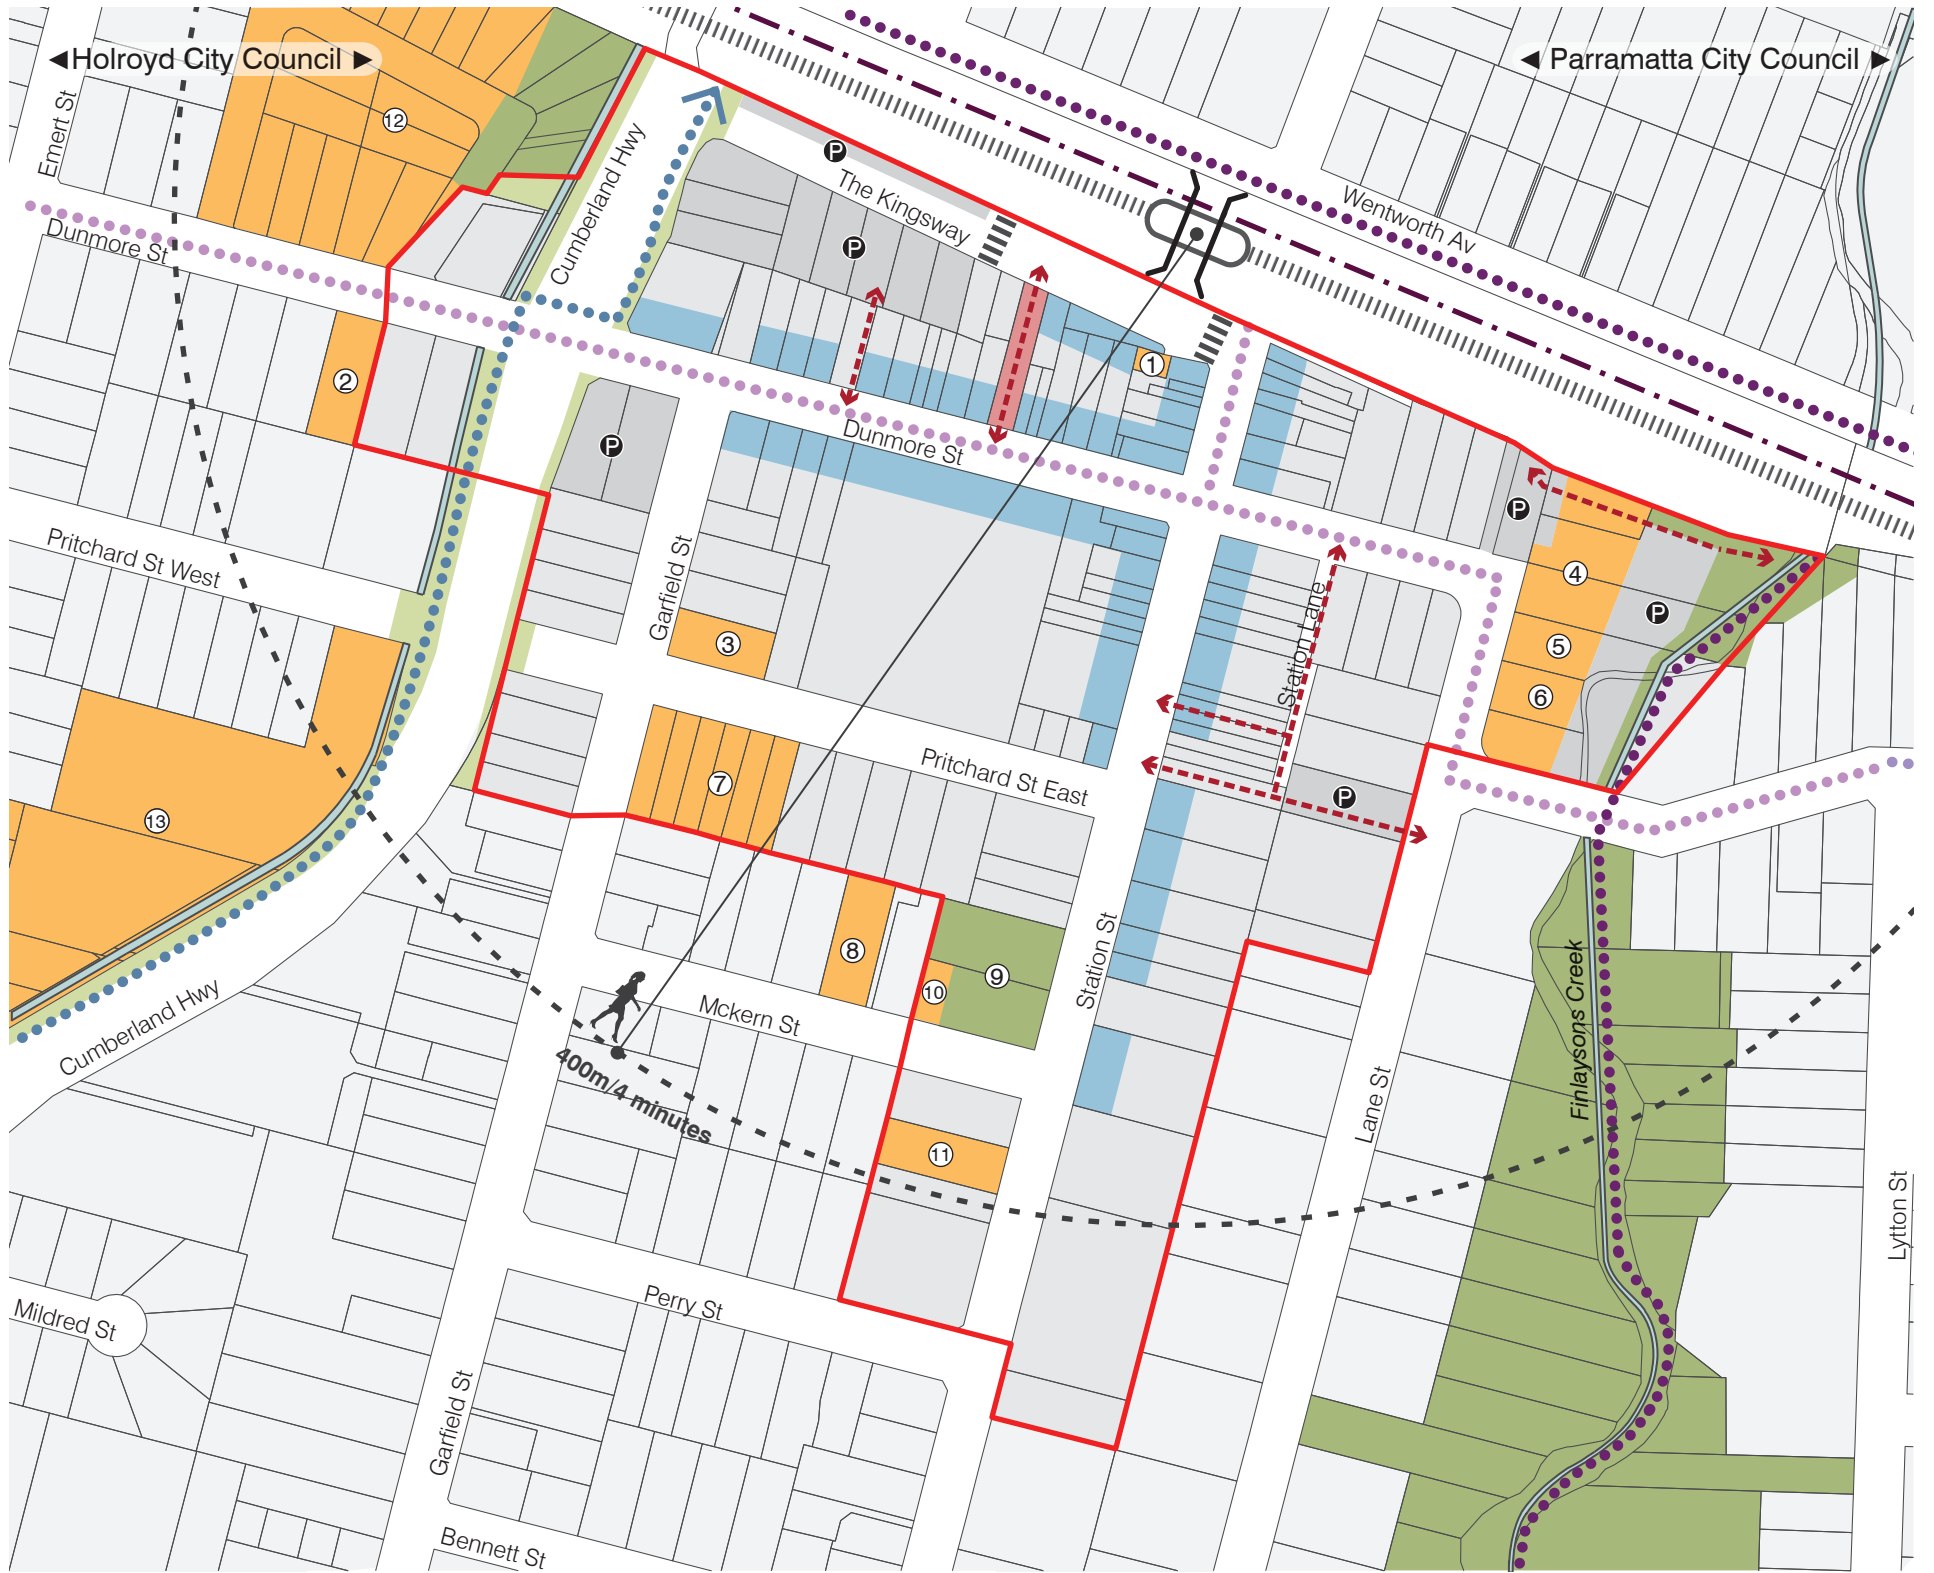 ◄Holroyd City Council ►
◄ Parramatta City Council ►
Emert St
12
Cumberland Hwy
P
The Kingsway
Wentworth Av
Dunmore St
P
1
2
P
Dunmore St
P
Pritchard St West
Garfield St
3
Station Lane
4
P
5
6
7
Pritchard St East
P
13
8
9
10
Station St
Finlaysons Creek
Cumberland Hwy
Mckern St
400m/4 minutes
Lane St
11
Lytton St
Mildred St
Perry St
Garfield St
Bennett St